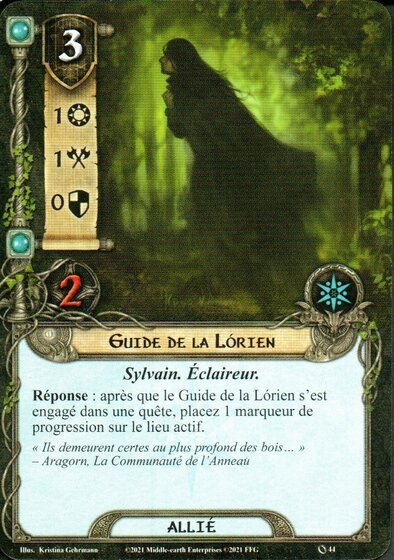 3
1
1
0
2
Guide de la Lórien
Sylvain. Éclaireur.
Réponse : après que le Guide de la Lórien s'est
engagé dans une quête, placez 1 marqueur de
progression sur le lieu actif.
« Ils demeurent certes au plus profond des bois… »
– Aragorn, La Communauté de l'Anneau
Allié
Illus. Kristina Gehrmann ©2021 Middle-earth Enterprises ©2021 FFG 44